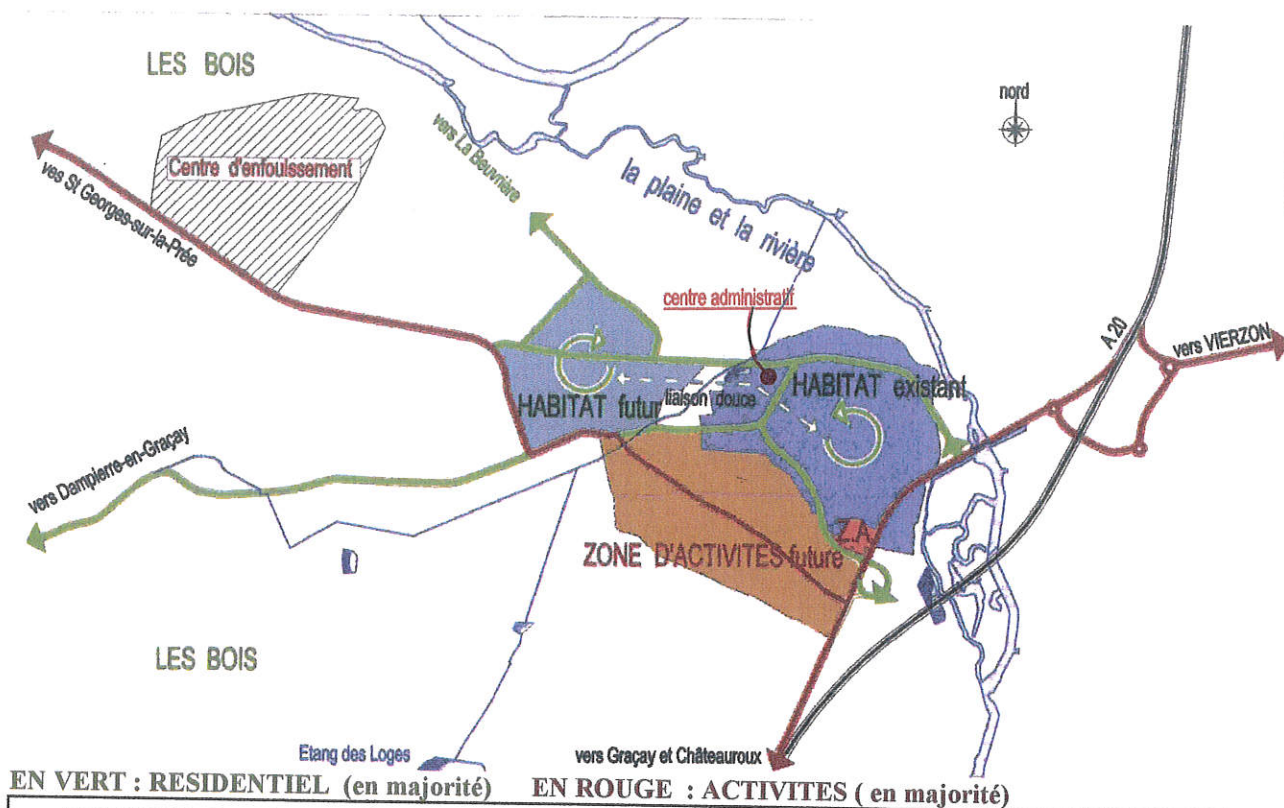 LES BOIS
nord
Centre d'enfouissement
vers La Beuvrière
ves St Georges-sur-la-Prée
la plaine et la rivière
centre administratif
A 20
vers VIERZON
HABITAT existant
HABITAT futur
liaison douce
vers Dampierre-en-Graçay
Z.A.
ZONE D'ACTIVITES future
LES BOIS
Etang des Loges
vers Graçay et Châteauroux
EN VERT : RESIDENTIEL (en majorité) EN ROUGE : ACTIVITES ( en majorité)